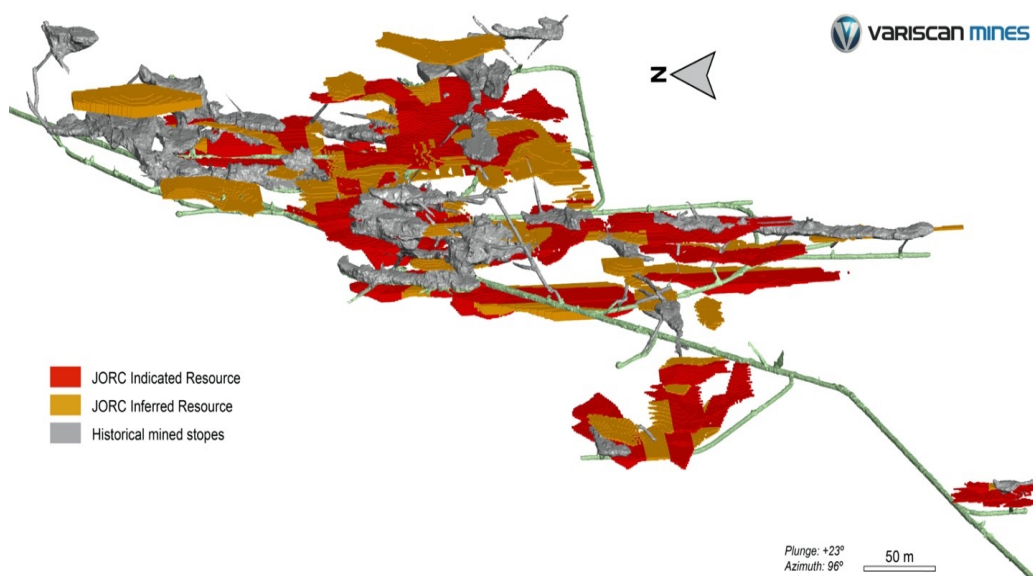 VARISCAN MINES
N
JORC Indicated Resource
JORC Inferred Resource
Historical mined stopes
Plunge: +23º
Azimuth: 96º
50 m